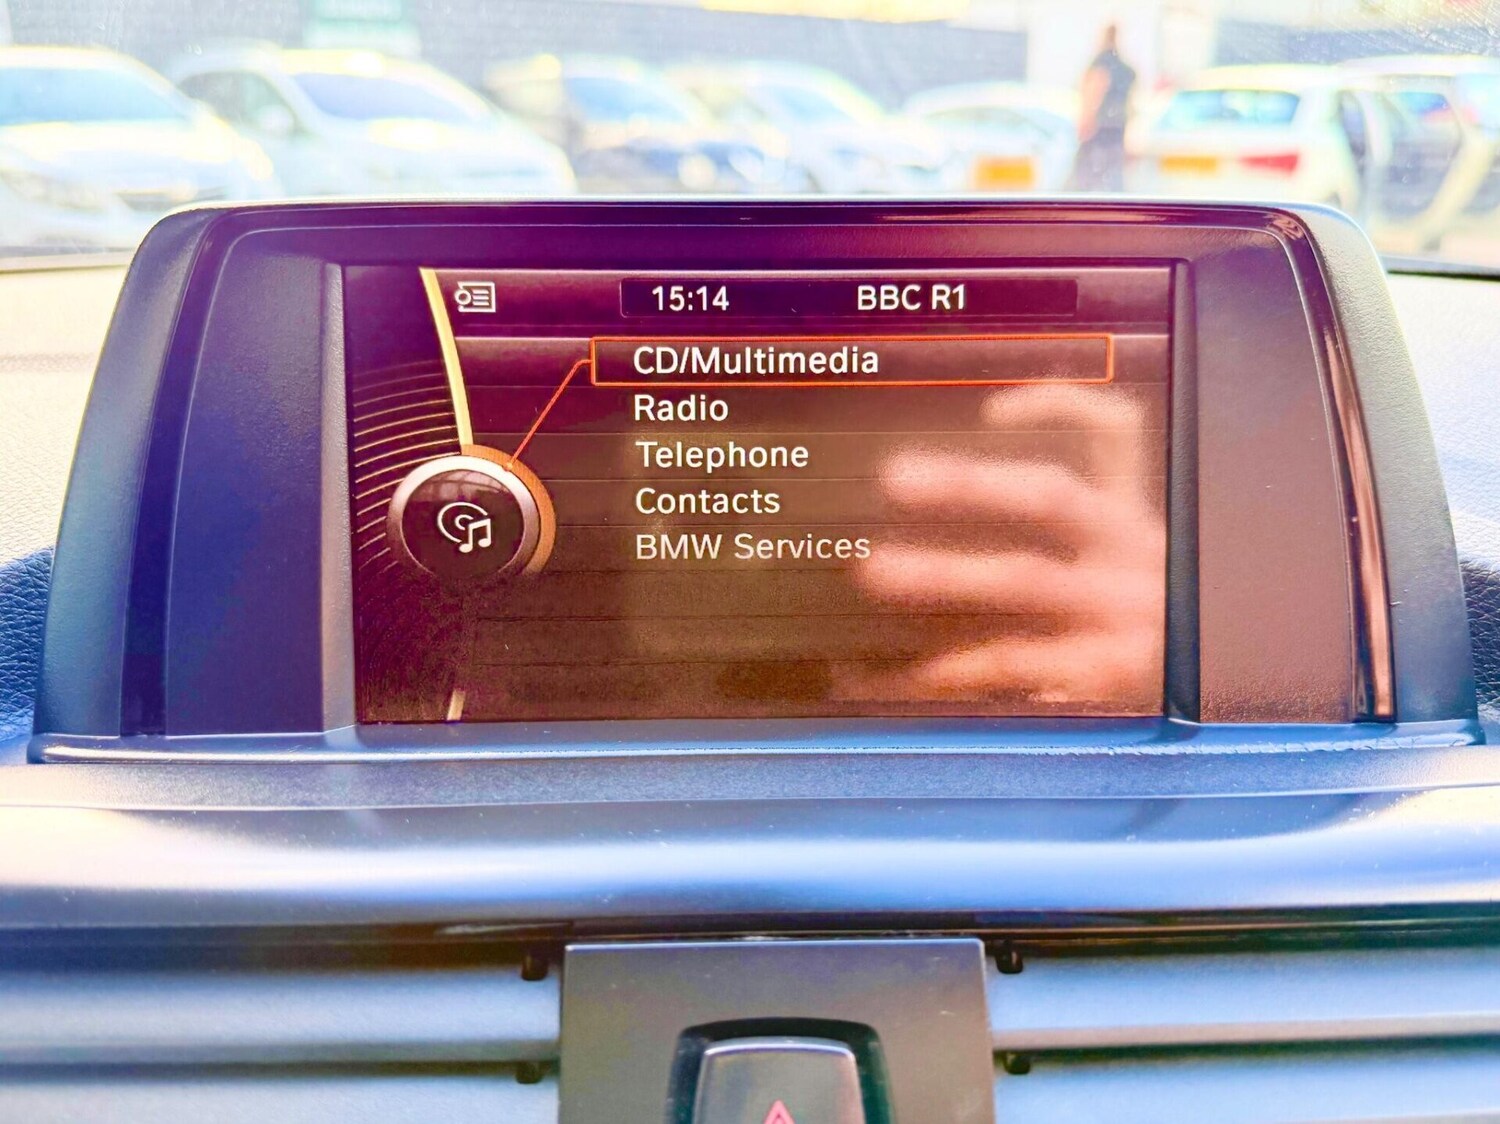 15:14 BBC R1
CD/Multimedia
Radio
Telephone
Contacts
BMW Services